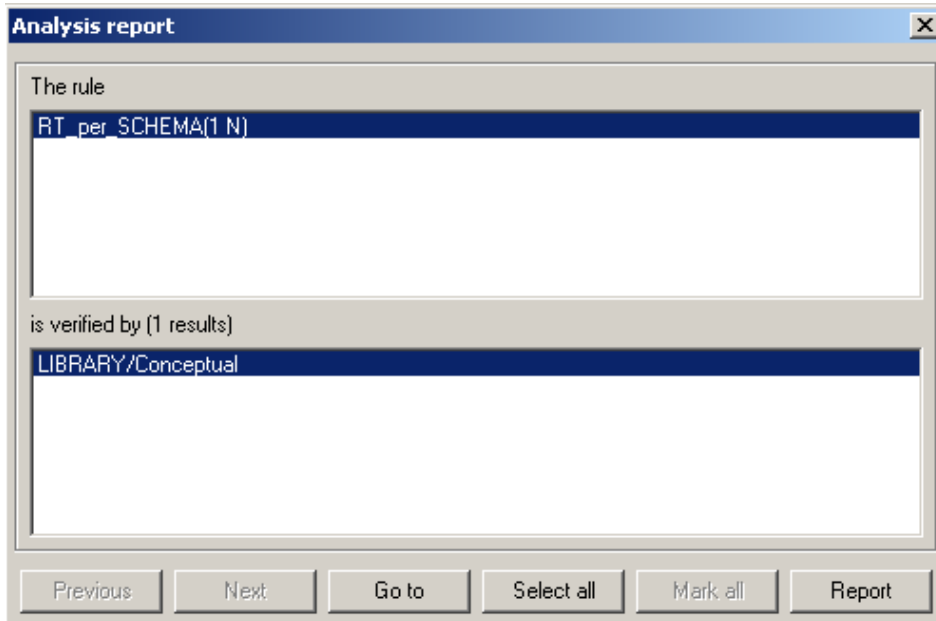 Analysis report
The rule
RT_per_SCHEMA(1 N)
is verified by (1 results)
LIBRARY/Conceptual
Previous Next Go to Select all Mark all Report